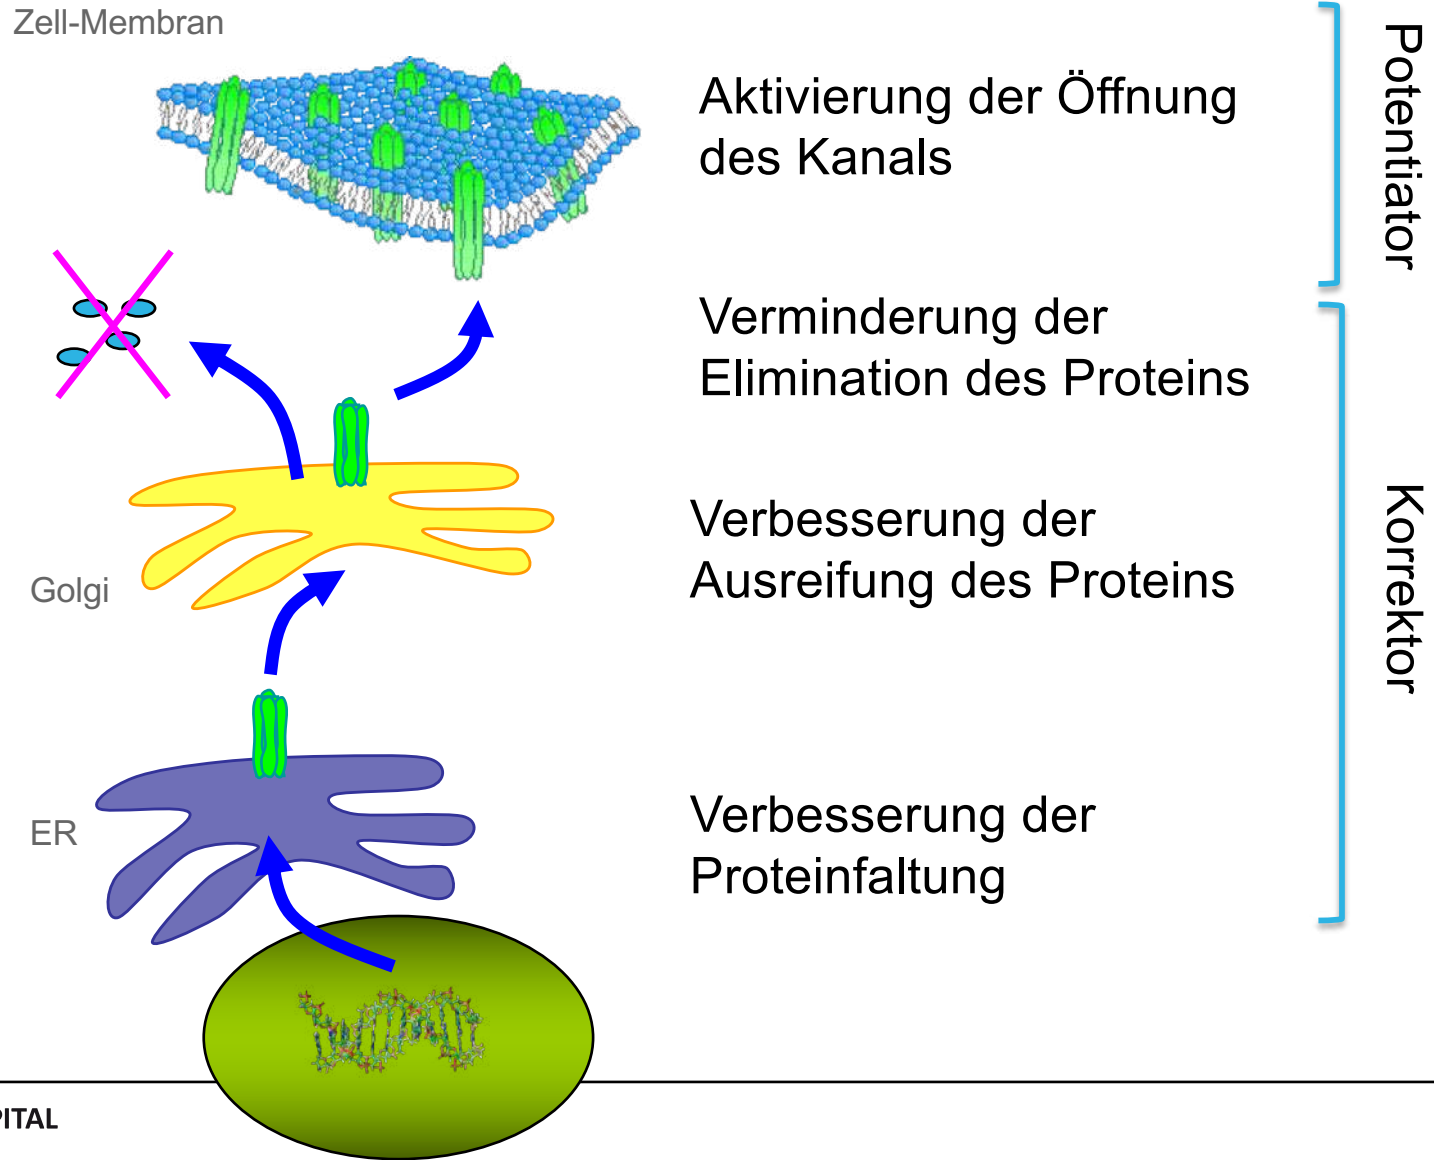 Zell-Membran
Aktivierung der Öffnung
des Kanals
Potentiator
Verminderung der
Elimination des Proteins
Verbesserung der
Ausreifung des Proteins
Korrektor
Golgi
Verbesserung der
Proteinfaltung
ER
PITAL